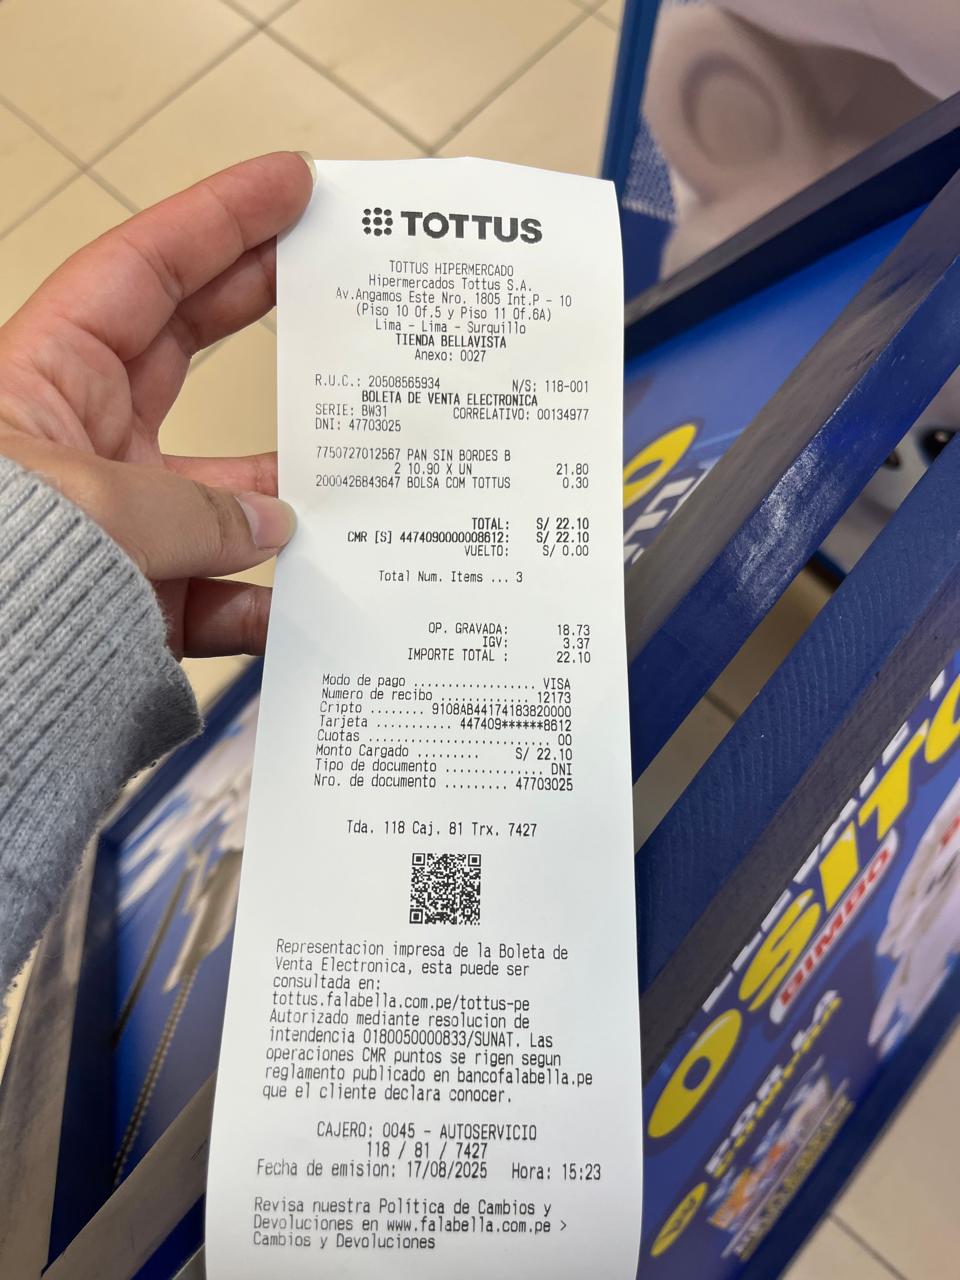 TOTTUS
TOTTUS HIPERMERCADO
Hipermercados Tottus S.A.
Av.Angamos Este Nro. 1805 Int.P - 10
(Piso 10 Of.5 y Piso 11 Of.6A)
Lima - Lima - Surquillo
TIENDA BELLAVISTA
Anexo: 0027
R.U.C.: 20508565934 N/S: 118-001
BOLETA DE VENTA ELECTRONICA
SERIE: BW31 CORRELATIVO: 00134977
DNI: 47703025
7750727012567 PAN SIN BORDES B
2 10.90 X UN 21.80
2000426843647 BOLSA COM TOTTUS 0.30
TOTAL: S/ 22.10
CMR [S] 4474090000008612: S/ 22.10
VUELTO: S/ 0.00
Total Num. Items ... 3
OP. GRAVADA: 18.73
IGV: 3.37
IMPORTE TOTAL : 22.10
Modo de pago .................. VISA
Numero de recibo ............. 12173
Cripto ........ 9108AB44174183820000
Tarjeta ........... 447409******8612
Cuotas ........................... 00
Monto Cargado ......... S/ 22.10
Tipo de documento .............. DNI
Nro. de documento ......... 47703025
Tda. 118 Caj. 81 Trx. 7427
Representacion impresa de la Boleta de
Venta Electronica, esta puede ser
consultada en:
tottus.falabella.com.pe/tottus-pe
Autorizado mediante resolucion de
intendencia 0180050000833/SUNAT. Las
operaciones CMR puntos se rigen segun
reglamento publicado en bancofalabella.pe
que el cliente declara conocer.
CAJERO: 0045 - AUTOSERVICIO
118 / 81 / 7427
Fecha de emision: 17/08/2025 Hora: 15:23
Revisa nuestra Política de Cambios y
Devoluciones en www.falabella.com.pe >
Cambios y Devoluciones
OSITO
BIMBO
POR LA